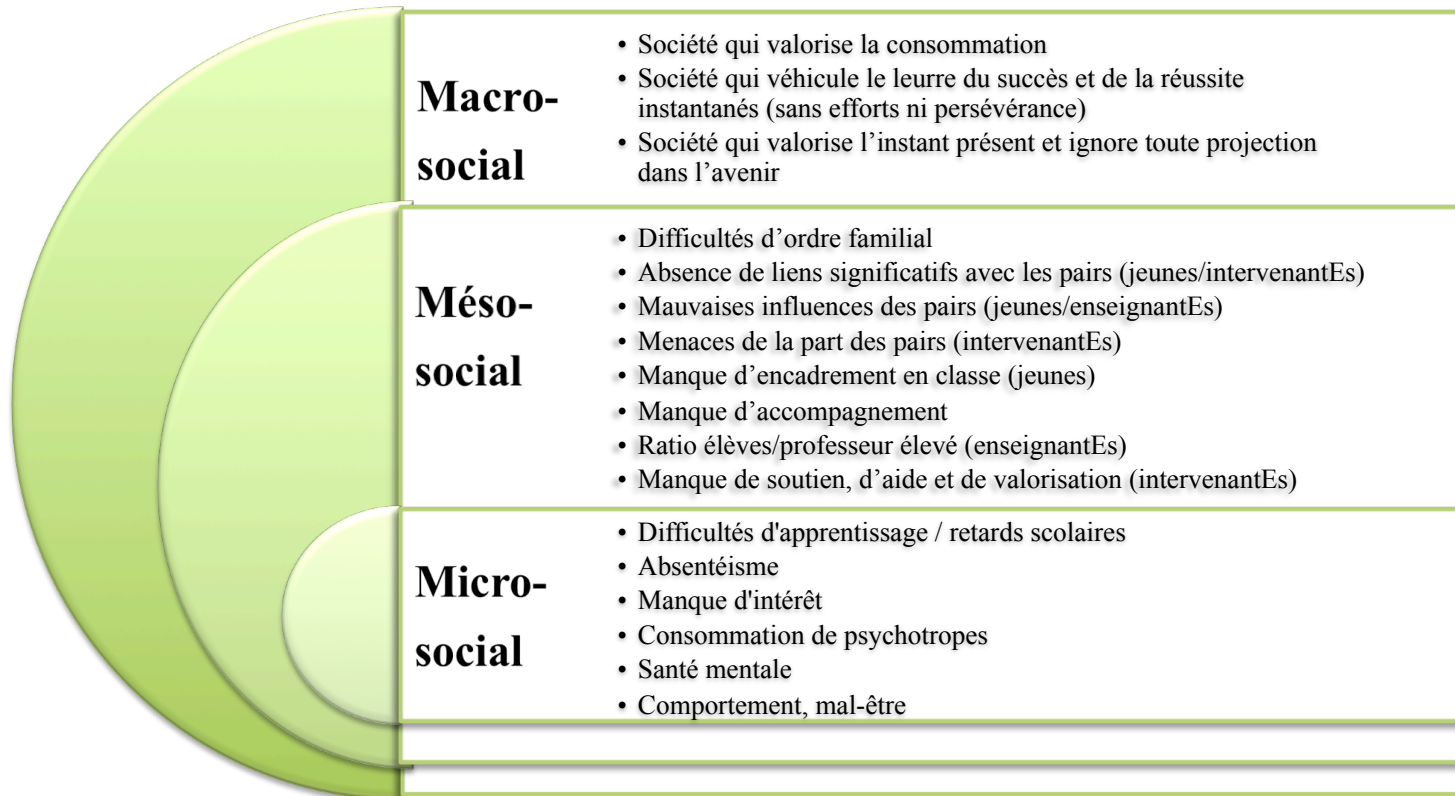 Macro-
social
• Société qui valorise la consommation
• Société qui véhicule le leurre du succès et de la réussite
instantanés (sans efforts ni persévérance)
• Société qui valorise l’instant présent et ignore toute projection
dans l’avenir
Méso-
social
• Difficultés d’ordre familial
• Absence de liens significatifs avec les pairs (jeunes/intervenantEs)
• Mauvaises influences des pairs (jeunes/enseignantEs)
• Menaces de la part des pairs (intervenantEs)
• Manque d’encadrement en classe (jeunes)
• Manque d’accompagnement
• Ratio élèves/professeur élevé (enseignantEs)
• Manque de soutien, d’aide et de valorisation (intervenantEs)
Micro-
social
• Difficultés d'apprentissage / retards scolaires
• Absentéisme
• Manque d'intérêt
• Consommation de psychotropes
• Santé mentale
• Comportement, mal-être